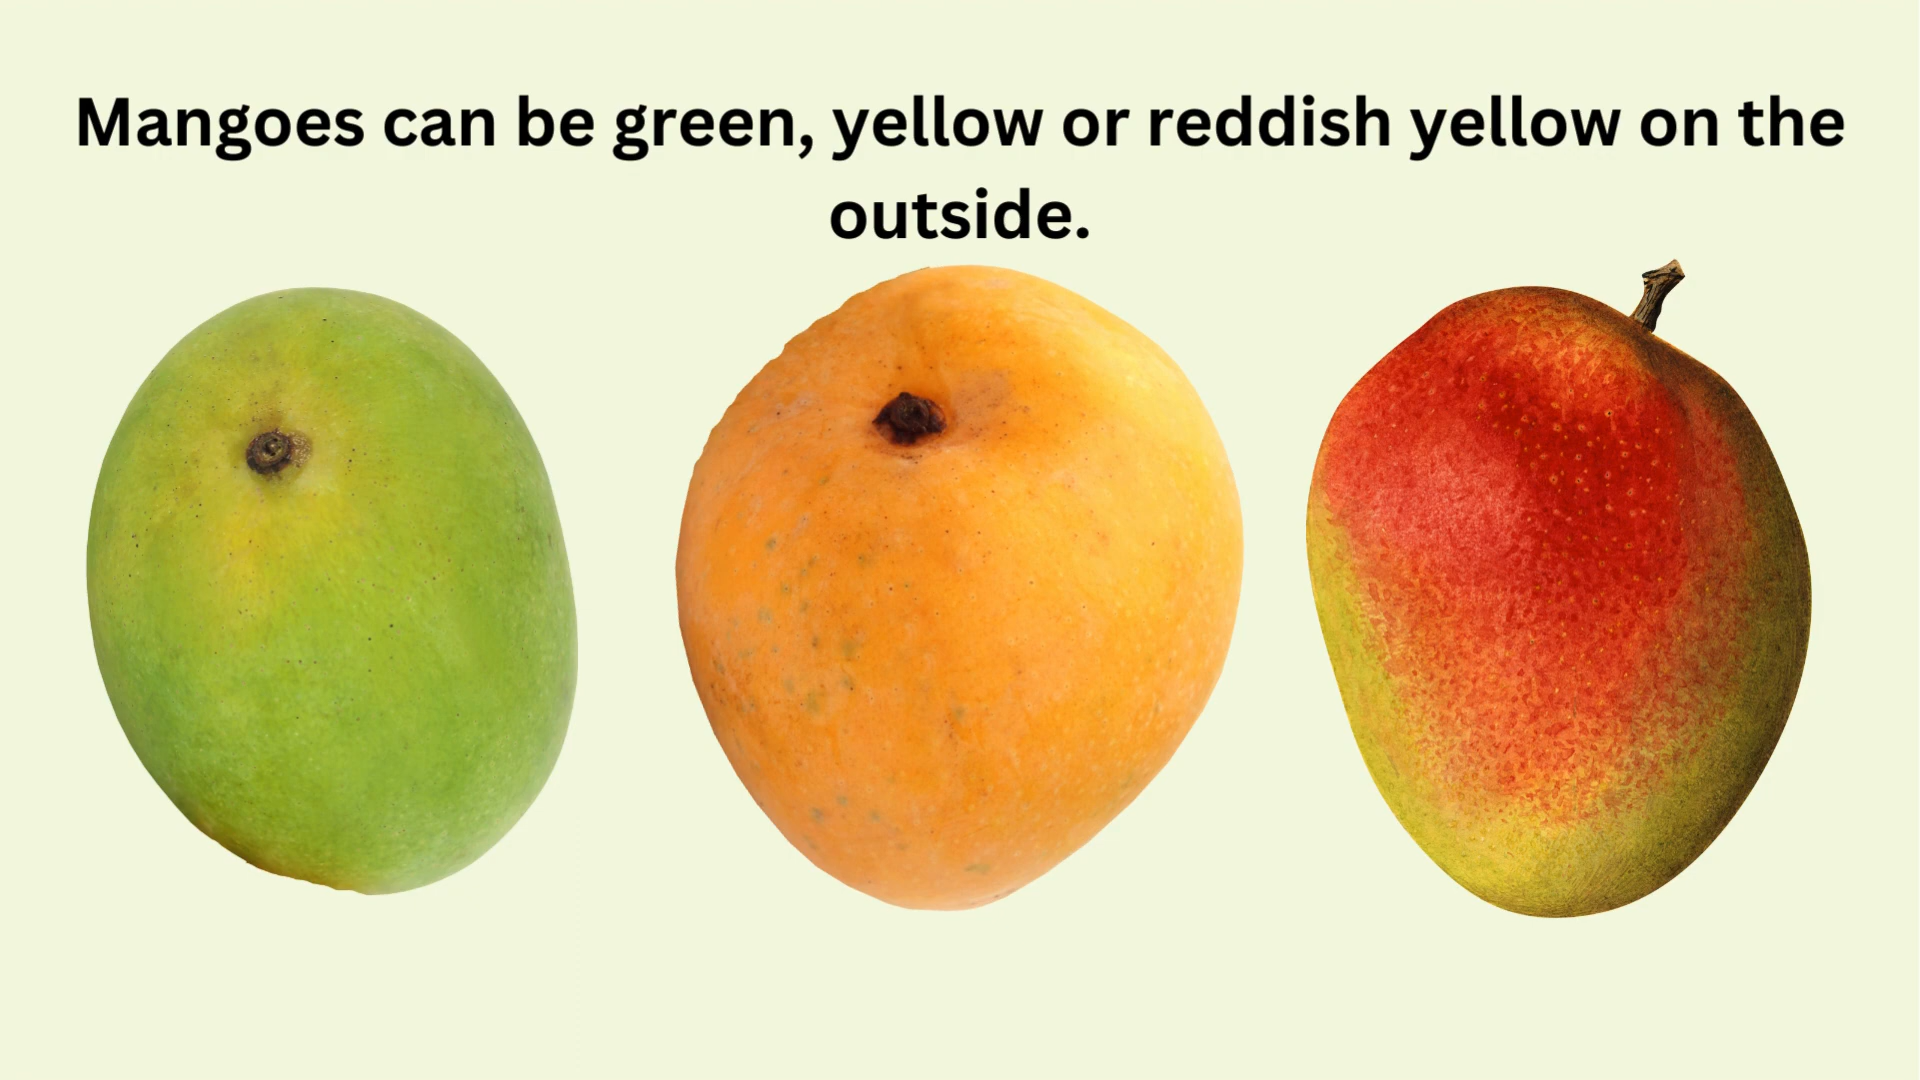 Mangoes can be green, yellow or reddish yellow on the
outside.